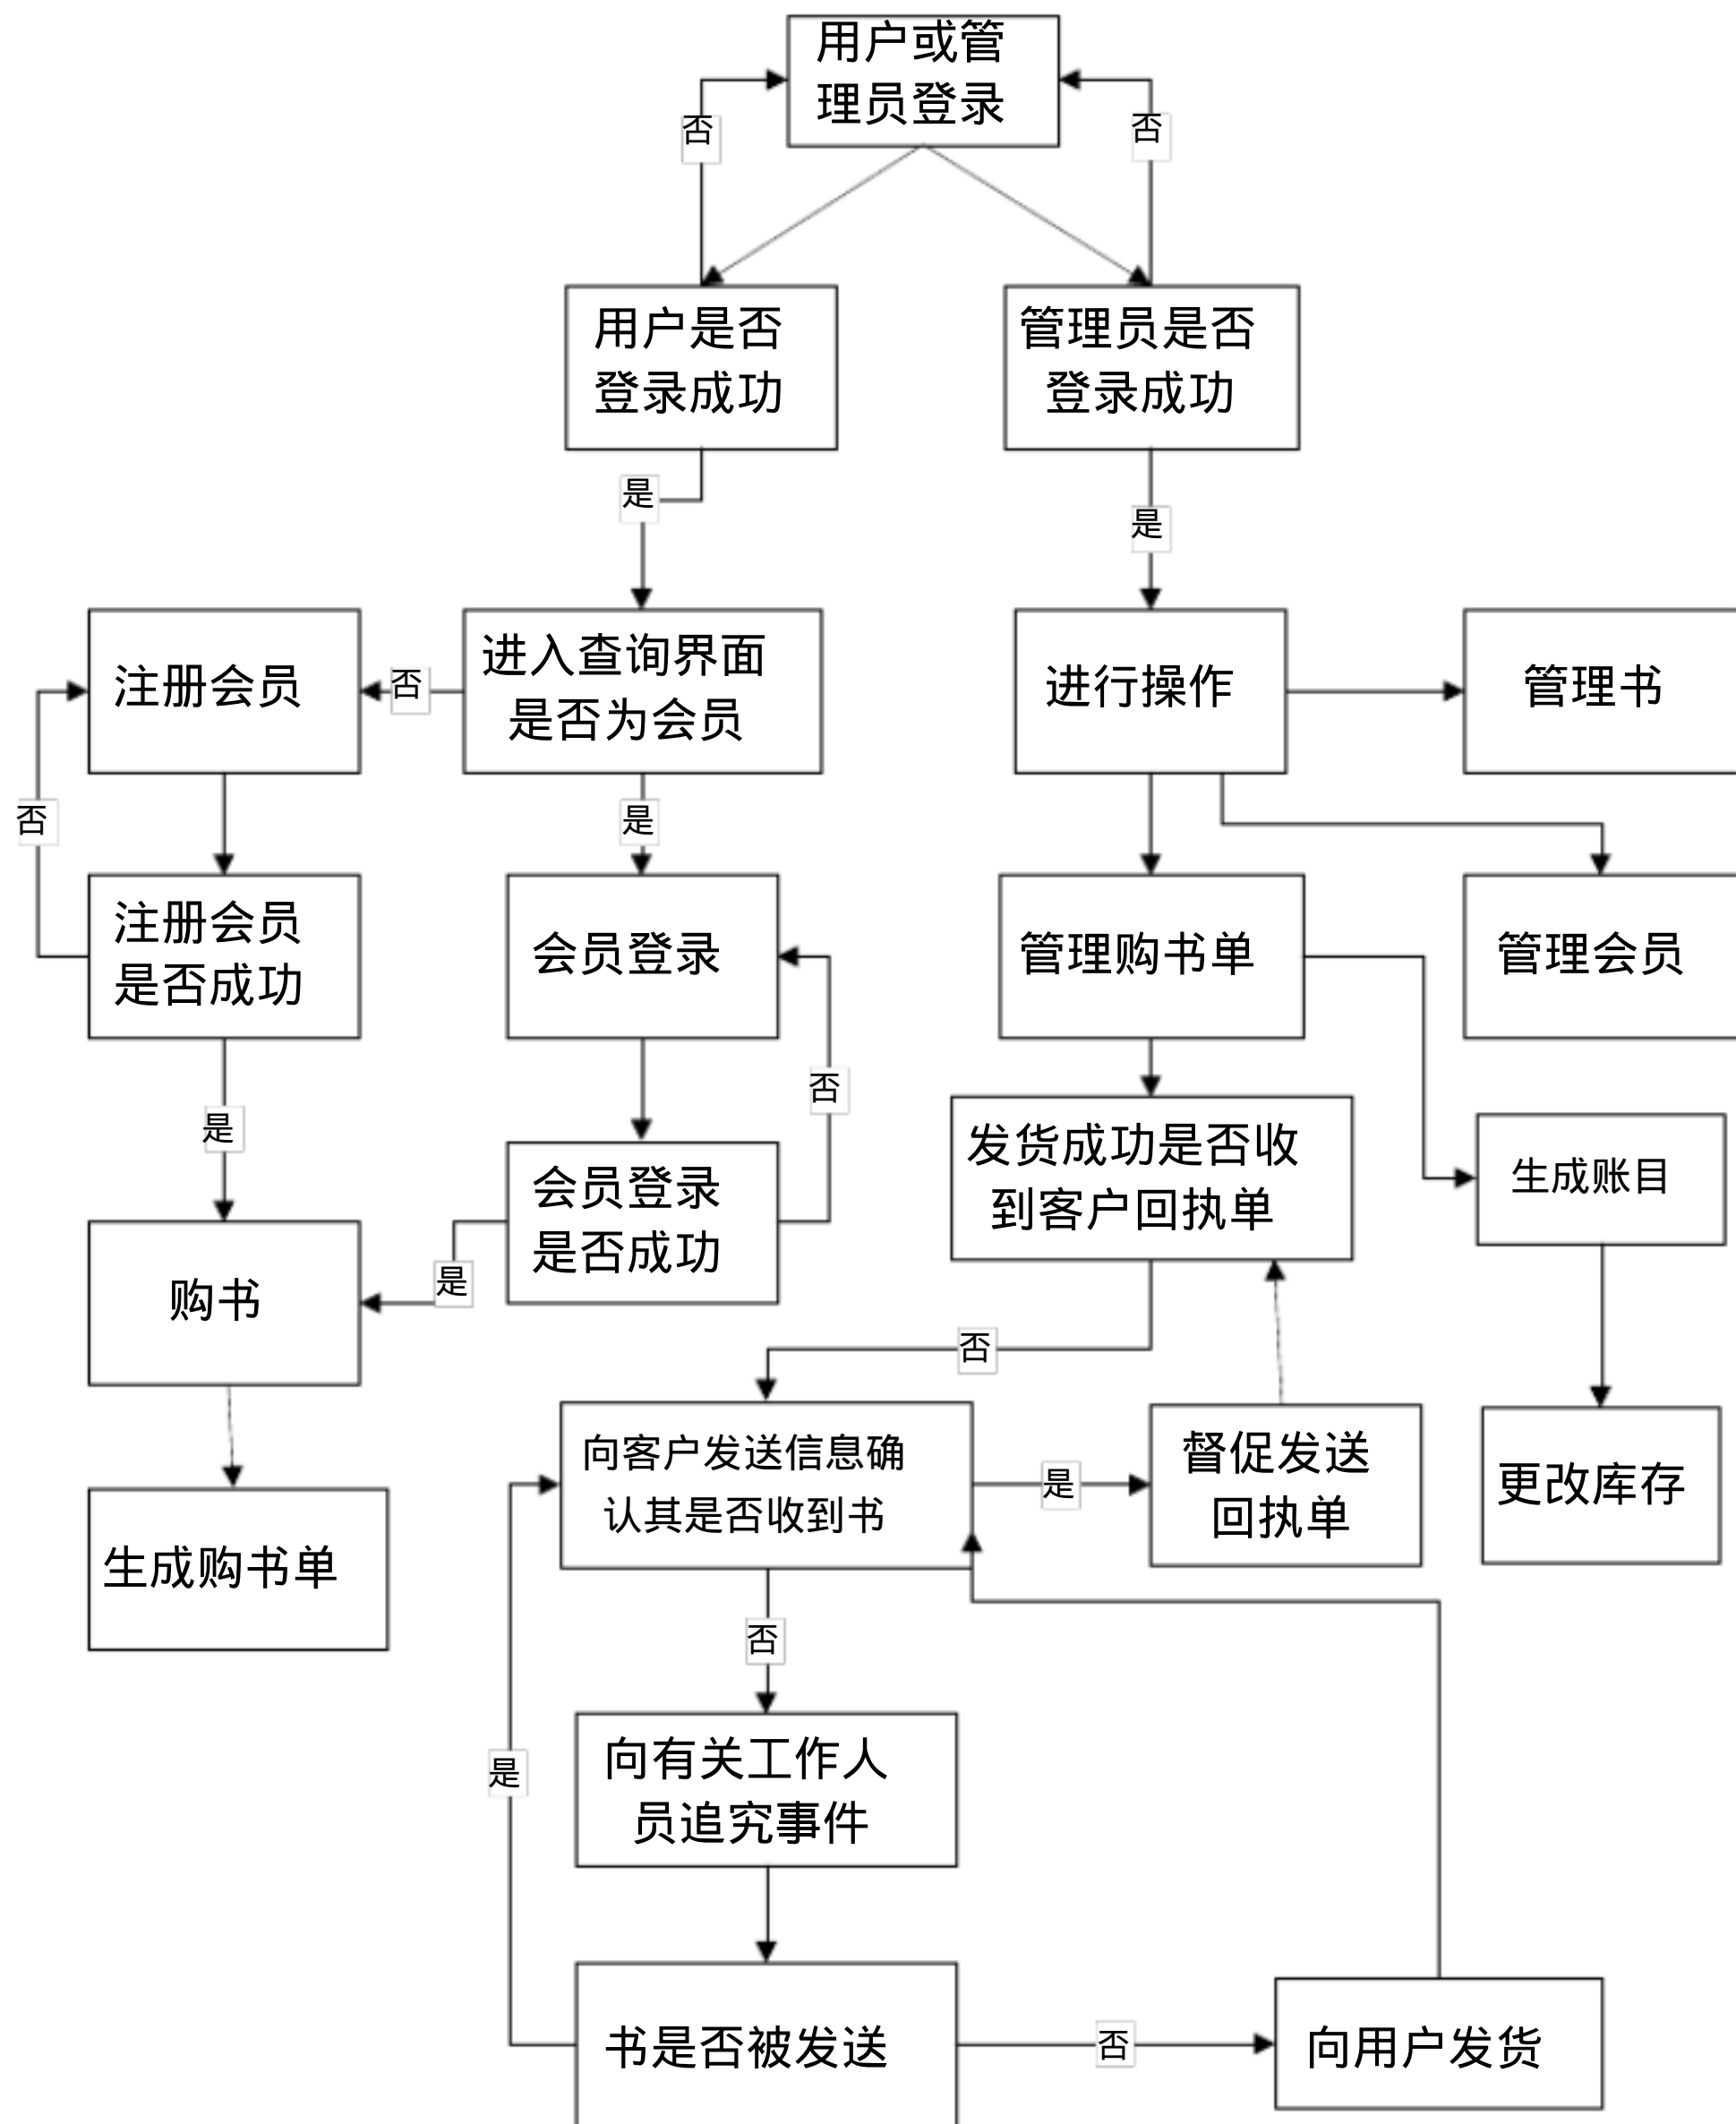 用户或管
理员登录
否
否
用户是否
登录成功
管理员是否
登录成功
是
是
注册会员
否
进入查询界面
是否为会员
进行操作
管理书
否
是
注册会员
是否成功
会员登录
管理购书单
管理会员
否
是
会员登录
是否成功
发货成功是否收
到客户回执单
生成账目
购书
是
否
向客户发送信息确
认其是否收到书
是
督促发送
回执单
更改库存
生成购书单
否
向有关工作人
员追究事件
是
书是否被发送
否
向用户发货